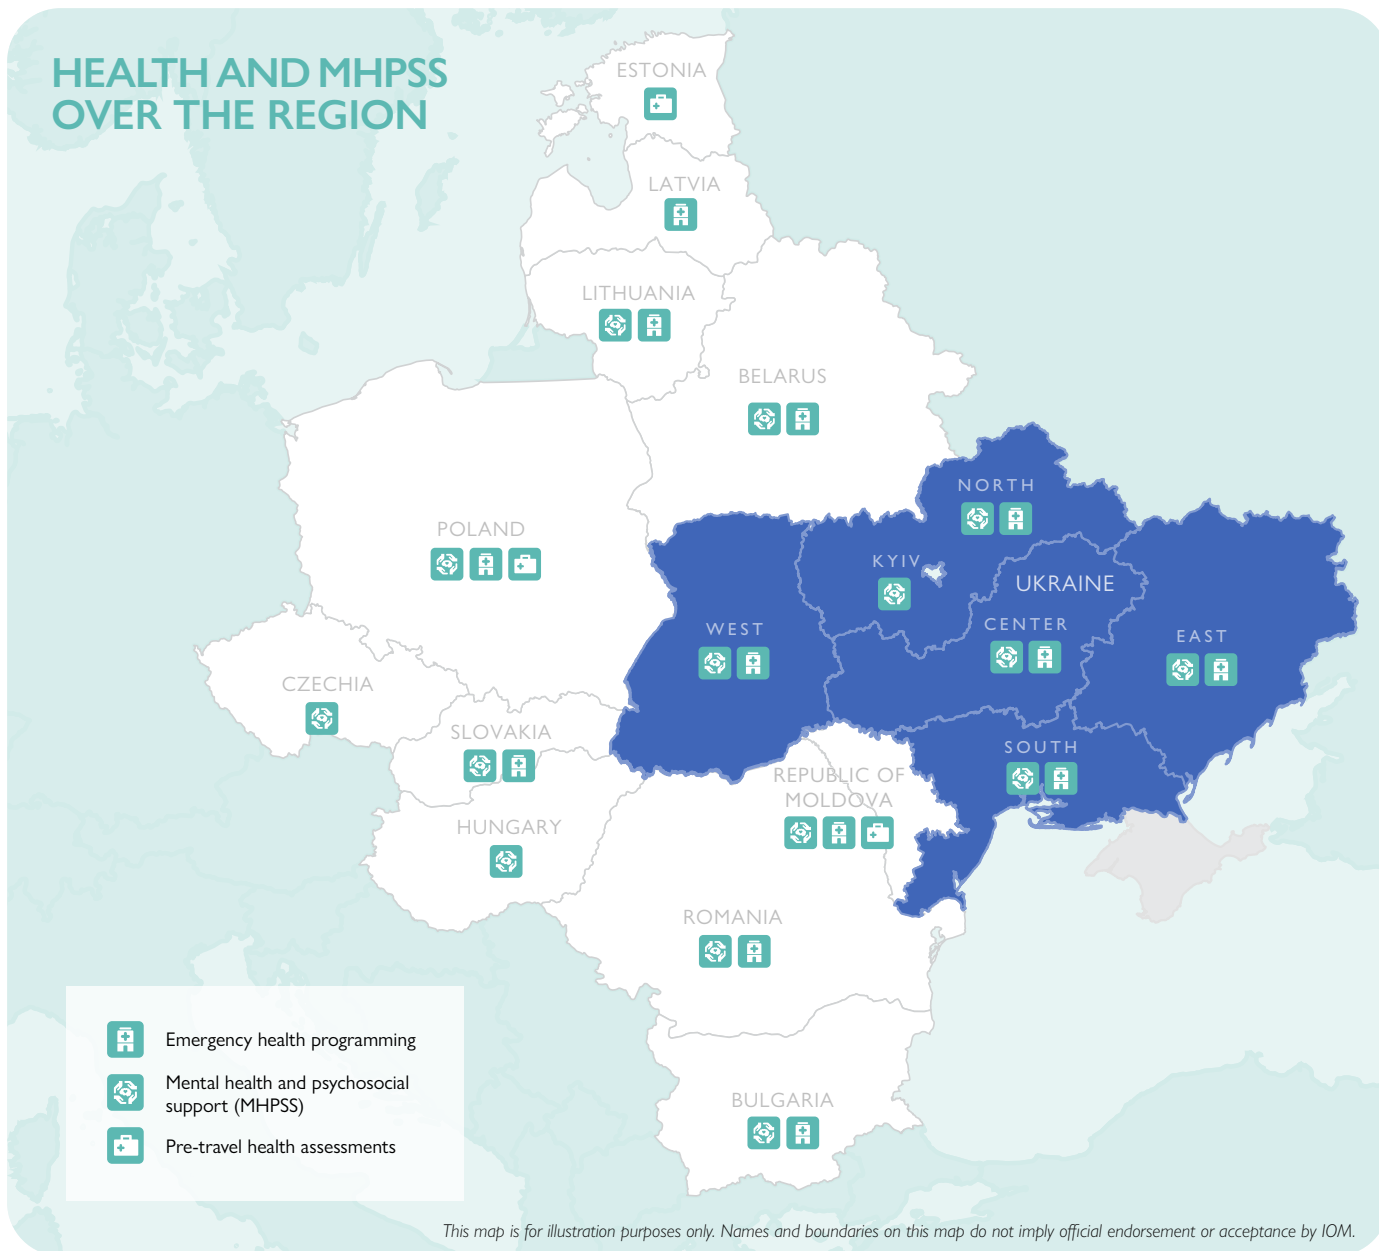 HEALTH AND MHPSS
OVER THE REGION
ESTONIA
LATVIA
LITHUANIA
BELARUS
NORTH
POLAND
KYIV
UKRAINE
CENTER
WEST
EAST
CZECHIA
SLOVAKIA
SOUTH
REPUBLIC OF
MOLDOVA
HUNGARY
ROMANIA
BULGARIA
Emergency health programming
Mental health and psychosocial
support (MHPSS)
Pre-travel health assessments
This map is for illustration purposes only. Names and boundaries on this map do not imply official endorsement or acceptance by IOM.